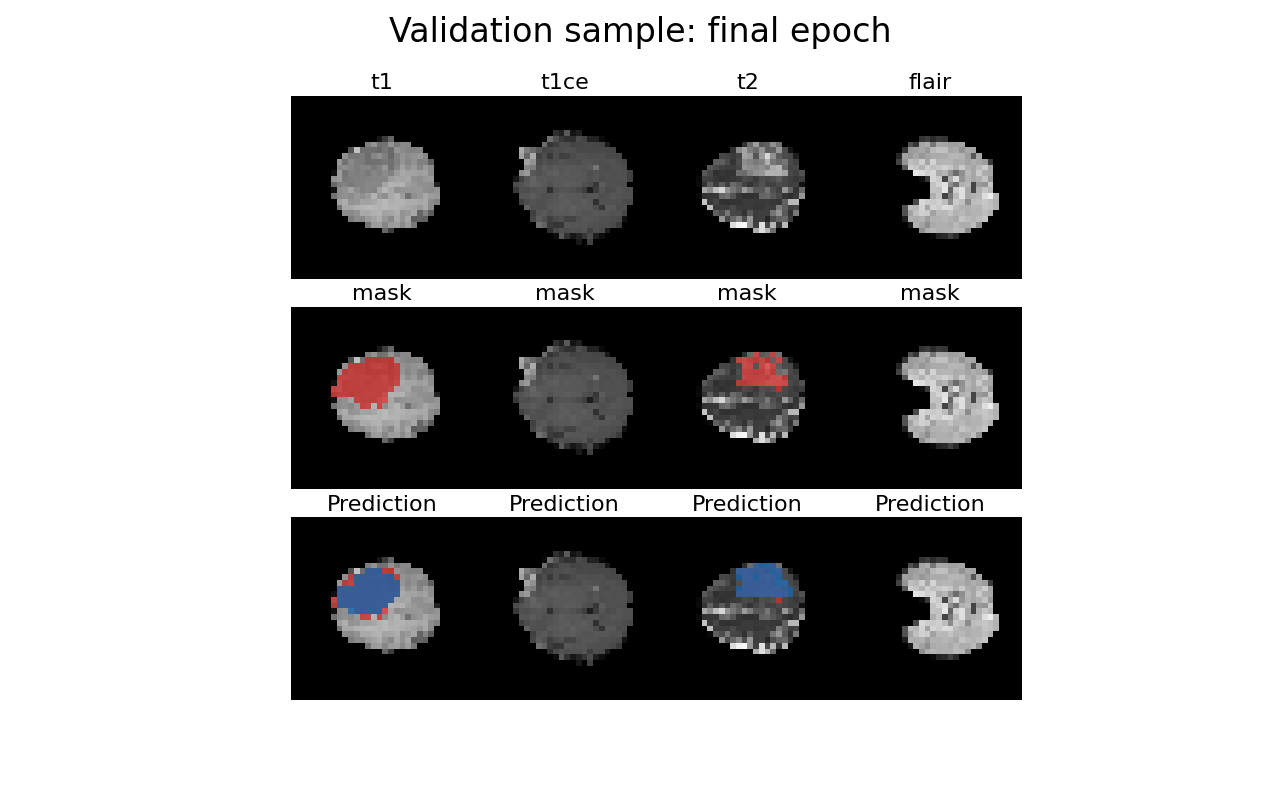 Validation sample: final epoch
t1 t1ce t2 flair
mask mask mask mask
Prediction Prediction Prediction Prediction